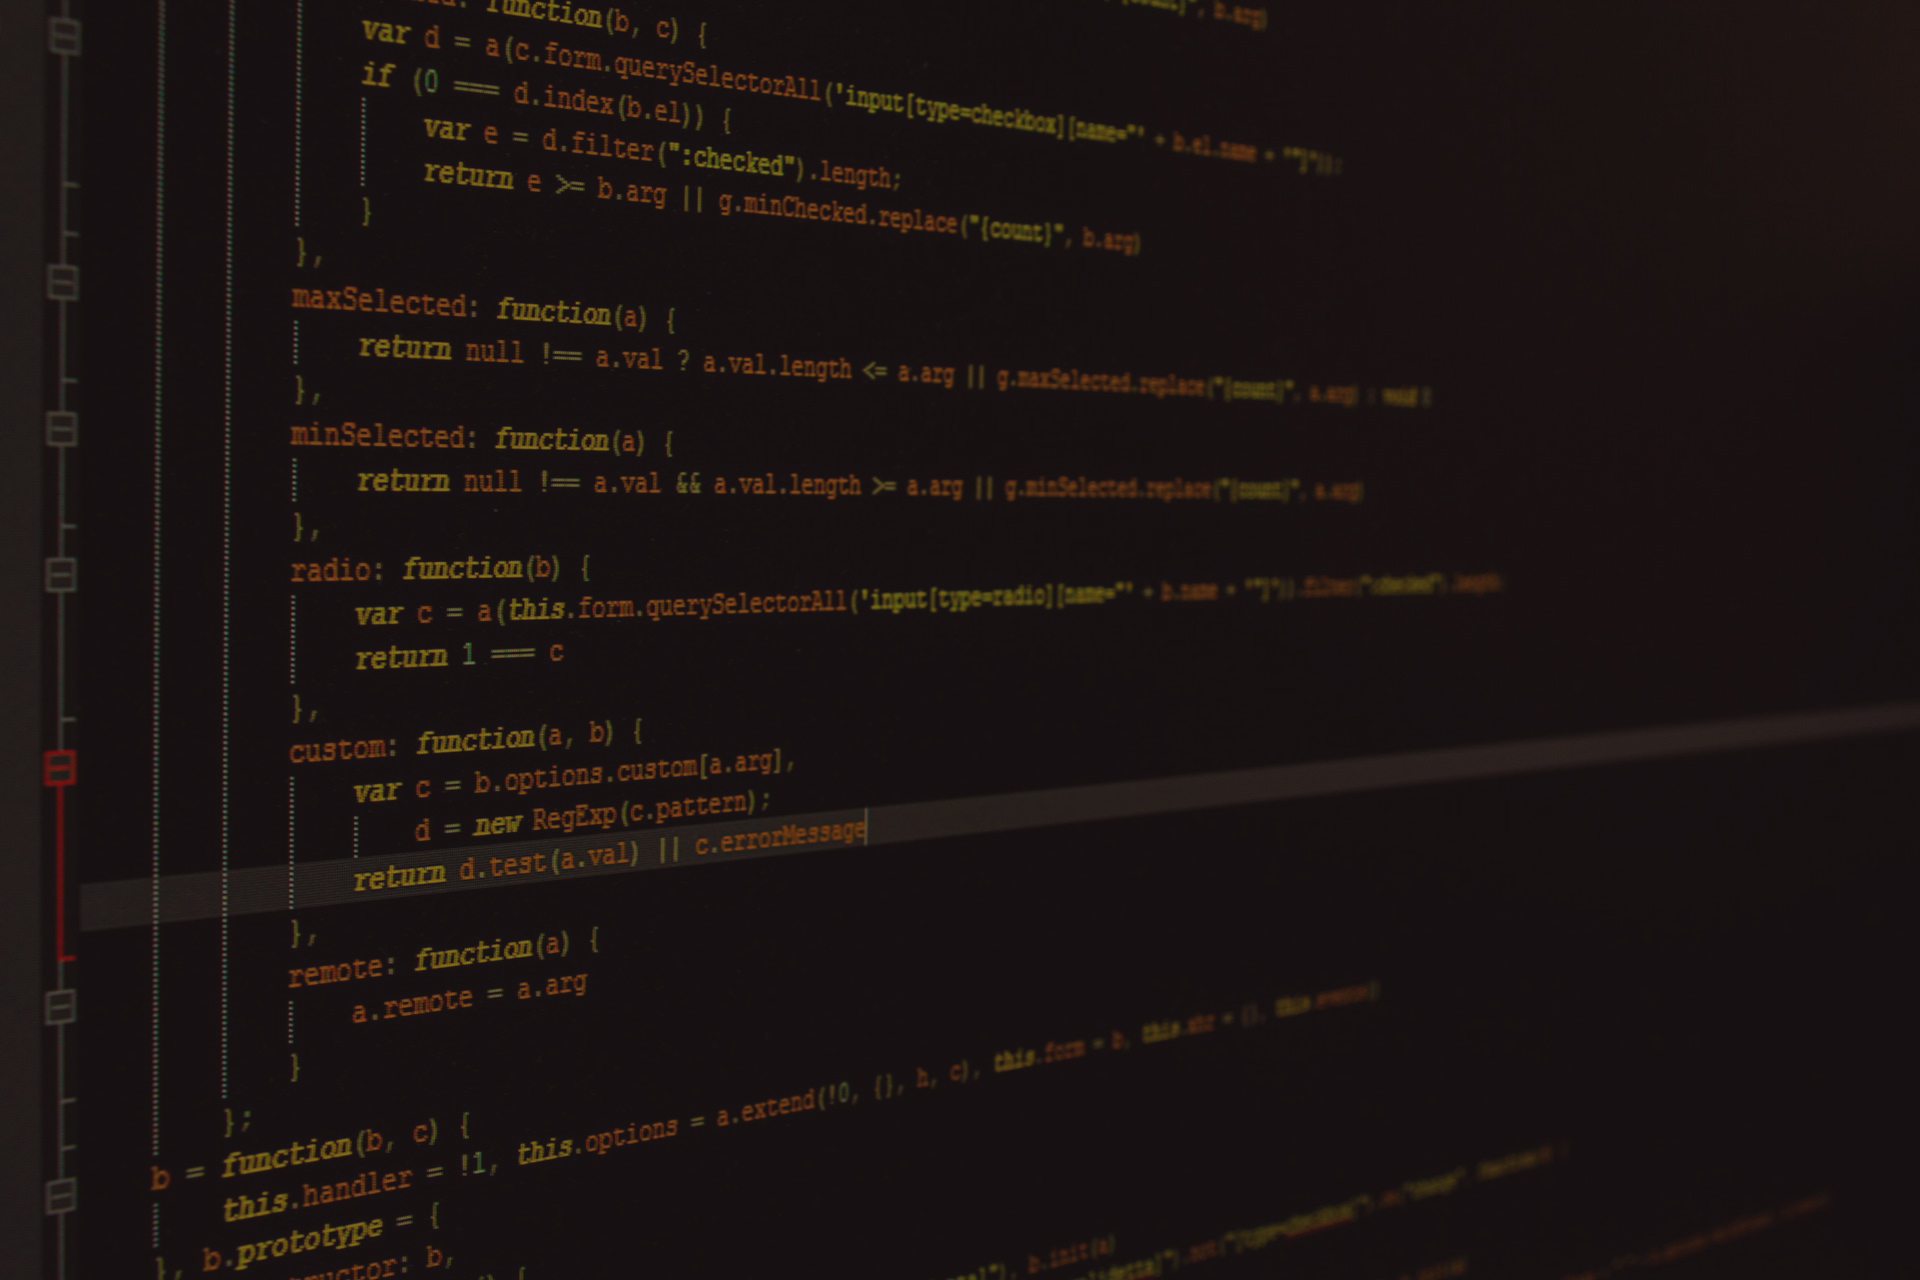 function(b, c) {
var d = a(c.form.querySelectorAll('input[type=checkbox][name="' + b.el.name + '"]'));
if (0 === d.index(b.el)) {
var e = d.filter(":checked").length;
return e >= b.arg || g.minChecked.replace("{count}", b.arg)
}
},
maxSelected: function(a) {
return null !== a.val ? a.val.length <= a.arg || g.maxSelected.replace("{count}", a.arg) : void 0
},
minSelected: function(a) {
return null !== a.val && a.val.length >= a.arg || g.minSelected.replace("{count}", a.arg)
},
radio: function(b) {
var c = a(this.form.querySelectorAll('input[type=radio][name="' + b.name + '"]')).filter(":checked").length;
return 1 === c
},
custom: function(a, b) {
var c = b.options.custom[a.arg],
d = new RegExp(c.pattern);
return d.test(a.val) || c.errorMessage
},
remote: function(a) {
a.remote = a.arg
}
};
b = function(b, c) {
this.handler = !1, this.options = a.extend(!0, {}, h, c), this.form = b, this.xhr = {}, this.events()
}, b.prototype = {
b,
b.init(a)